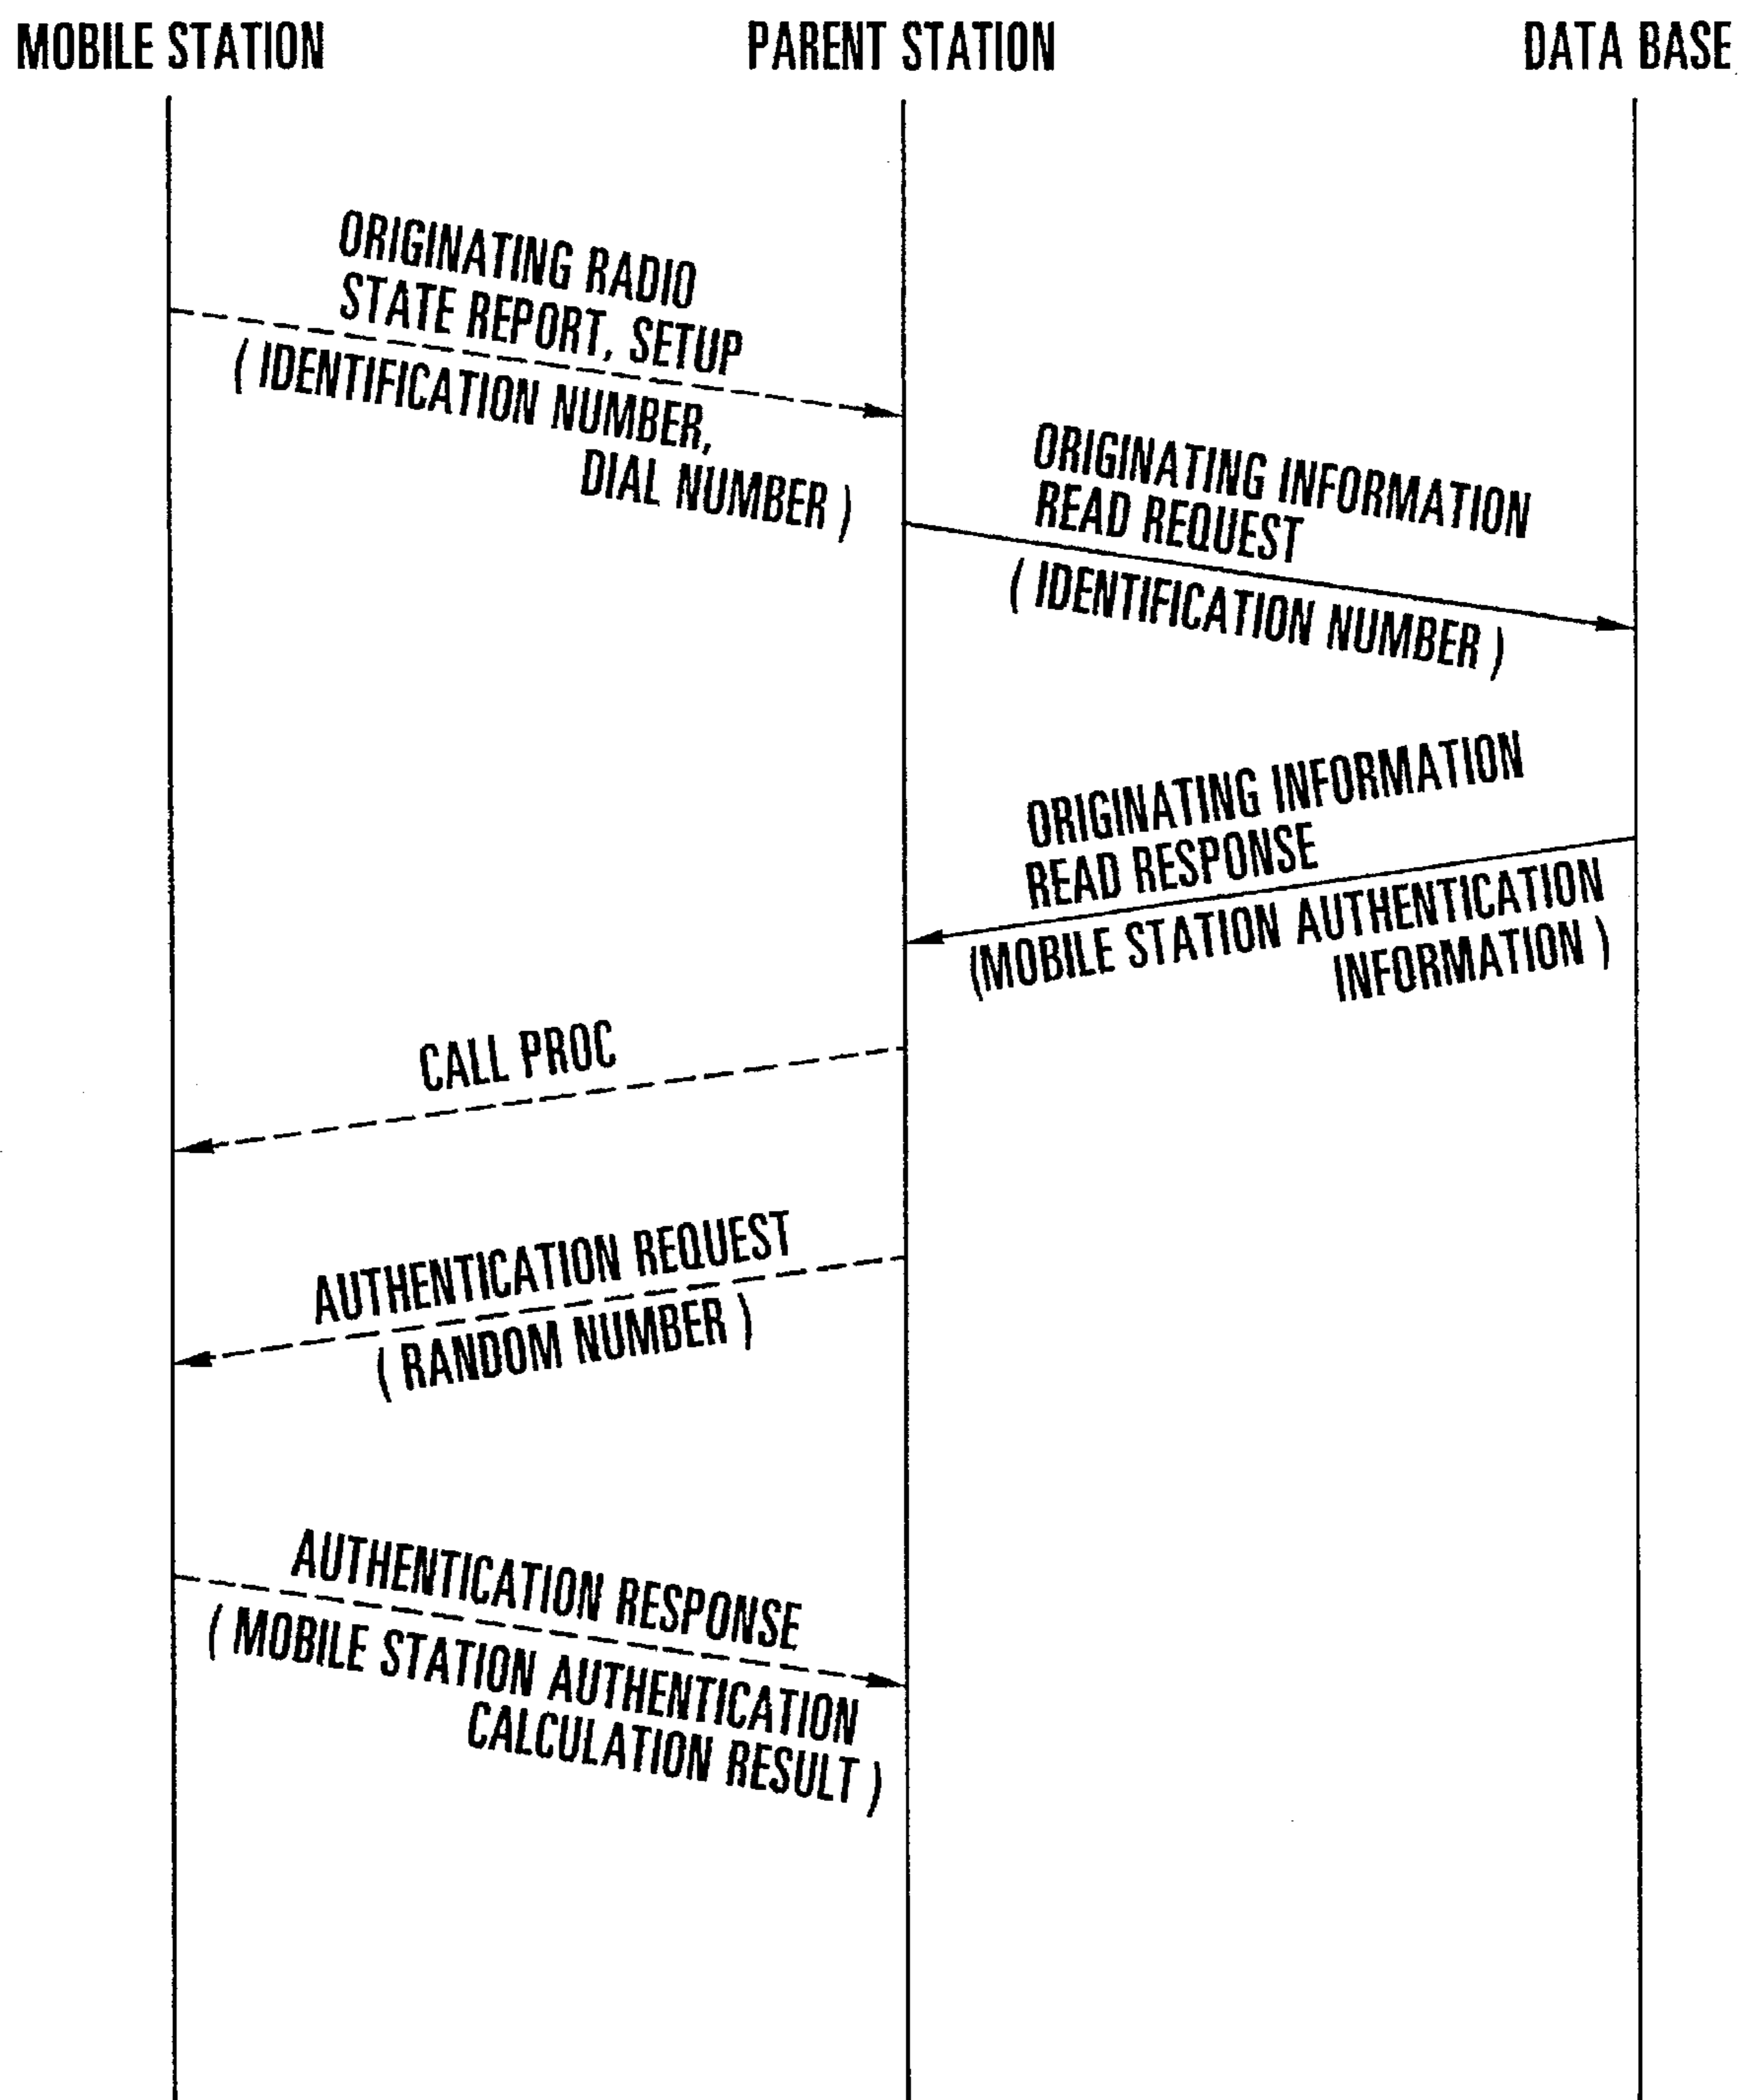 MOBILE STATION
PARENT STATION
DATA BASE
ORIGINATING RADIO
STATE REPORT, SETUP
( IDENTIFICATION NUMBER,
DIAL NUMBER )
ORIGINATING INFORMATION
READ REQUEST
( IDENTIFICATION NUMBER )
ORIGINATING INFORMATION
READ RESPONSE
(MOBILE STATION AUTHENTICATION
INFORMATION )
CALL PROC
AUTHENTICATION REQUEST
( RANDOM NUMBER )
AUTHENTICATION RESPONSE
( MOBILE STATION AUTHENTICATION
CALCULATION RESULT )